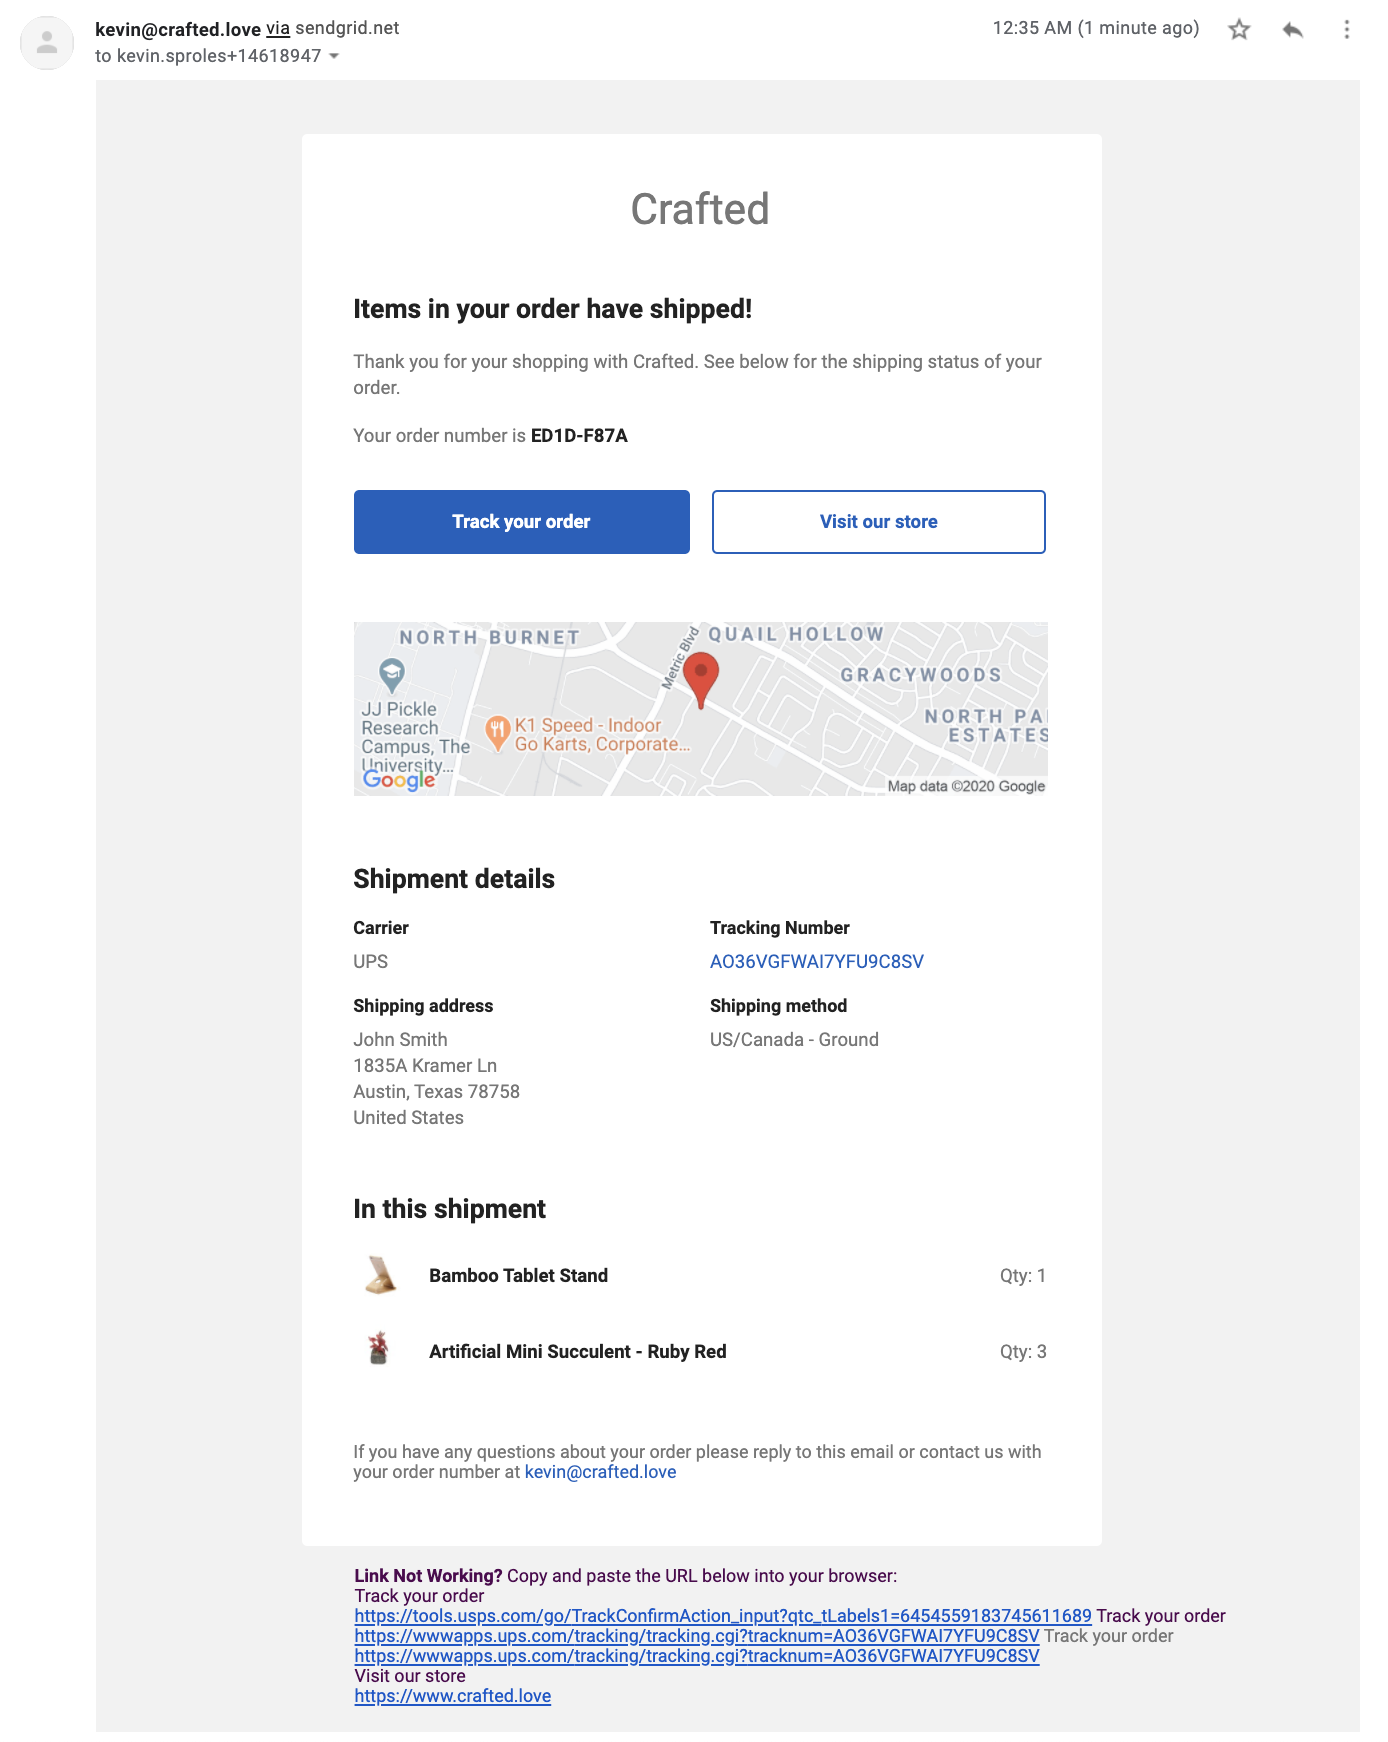 kevin@crafted.love via sendgrid.net
12:35 AM (1 minute ago)
to kevin.sproles+14618947
Crafted
Items in your order have shipped!
Thank you for your shopping with Crafted. See below for the shipping status of your
order.
Your order number is ED1D-F87A
Track your order
Visit our store
NORTH BURNET
Metric Blvd
QUAIL HOLLOW
GRACYWOODS
JJ Pickle
Research
Campus, The
University...
K1 Speed - Indoor
Go Karts, Corporate...
NORTH PA
ESTATES
Google
Map data ©2020 Google
Shipment details
Carrier
Tracking Number
UPS
AO36VGFWAI7YFU9C8SV
Shipping address
Shipping method
John Smith
US/Canada - Ground
1835A Kramer Ln
Austin, Texas 78758
United States
In this shipment
Bamboo Tablet Stand
Qty: 1
Artificial Mini Succulent - Ruby Red
Qty: 3
If you have any questions about your order please reply to this email or contact us with
your order number at kevin@crafted.love
Link Not Working? Copy and paste the URL below into your browser:
Track your order
https://tools.usps.com/go/TrackConfirmAction_input?qtc_tLabels1=6454559183745611689 Track your order
https://wwwapps.ups.com/tracking/tracking.cgi?tracknum=AO36VGFWAI7YFU9C8SV Track your order
https://wwwapps.ups.com/tracking/tracking.cgi?tracknum=AO36VGFWAI7YFU9C8SV
Visit our store
https://www.crafted.love